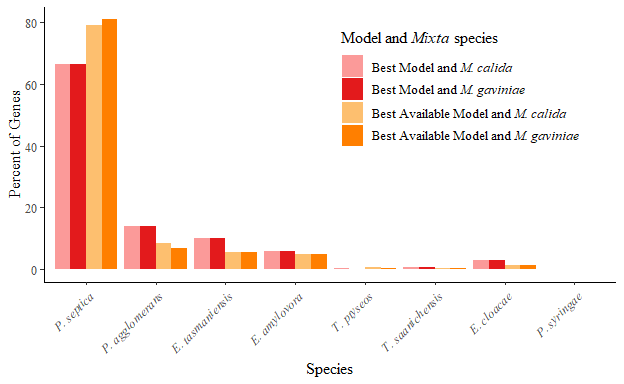 Model and Mixta species
Best Model and M. calida
Best Model and M. gaviniae
Best Available Model and M. calida
Best Available Model and M. gaviniae
Percent of Genes
80
60
40
20
0
P. septica
P. agglomerans
E. tasmaniensis
E. amylovora
T. ptyseos
T. saanichensis
E. cloacae
P. syringae
Species